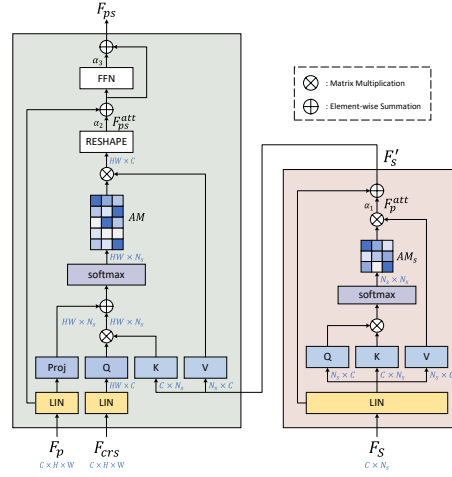 F_ps
α_3
FFN
α_2
F_ps^att
RESHAPE
HW × C
AM
HW × N_s
softmax
HW × N_s
HW × N_s
Proj
Q
K
V
HW × C
C × N_s
N_s × C
LIN
LIN
F_p
F_crs
C × H × W
C × H × W
: Matrix Multiplication
: Element-wise Summation
F_s'
α_1
F_p^att
AM_s
N_s × N_s
softmax
Q
K
V
N_s × C
C × N_s
N_s × C
LIN
F_S
C × N_s